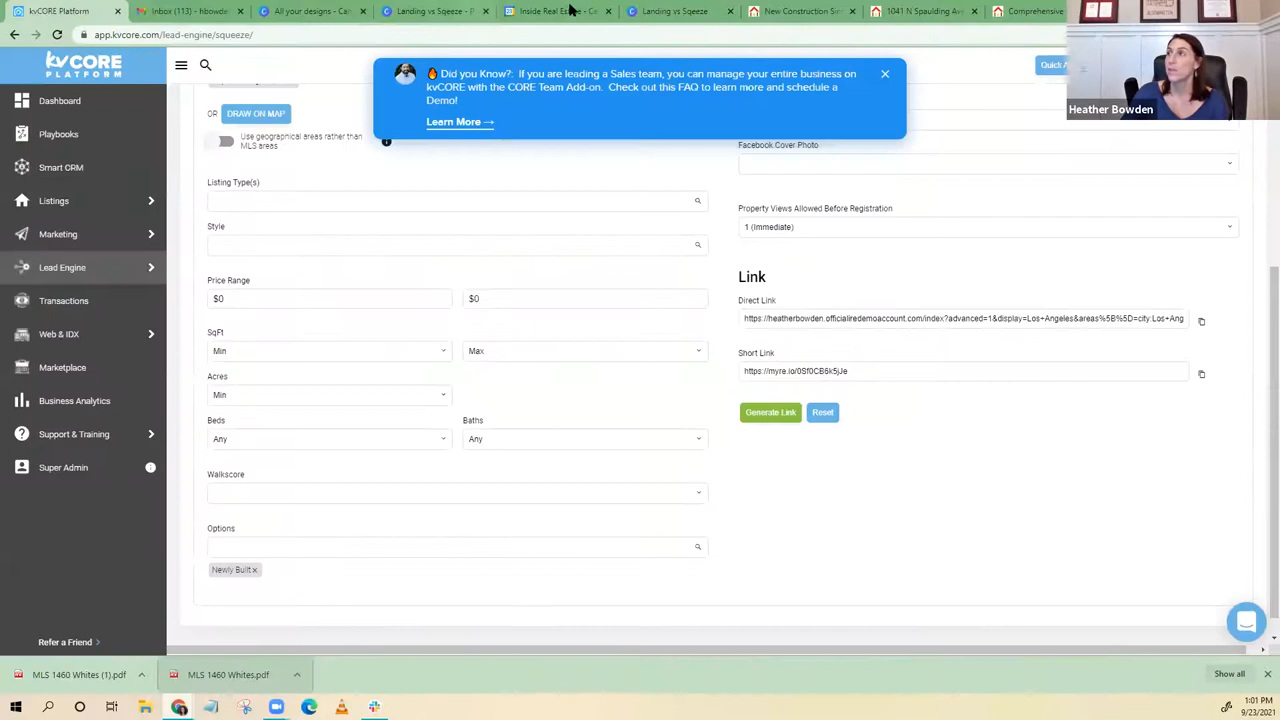 kvCORE Platform
Inbox (113) - hbowde
All your designs - Can
Landing vs Sqeeze - P
Inside Real Est
Landing vs Sqeeze
New Construction Se
1041 N Spaulding Av
Comprehensive
app.kvcore.com/lead-engine/squeeze/
kvCORE
PLATFORM
Dashboard
Playbooks
Smart CRM
Listings
Marketing
Lead Engine
Transactions
Web & IDX
Marketplace
Business Analytics
Support & Training
Super Admin
Refer a Friend
Did you Know?: If you are leading a Sales team, you can manage your entire business on
kvCORE with the CORE Team Add-on. Check out this FAQ to learn more and schedule a
Demo!
Learn More →
Quick A
Heather Bowden
OR DRAW ON MAP
Use geographical areas rather than
MLS areas
Listing Type(s)
Style
Price Range
$0 $0
SqFt
Min Max
Acres
Min
Beds Baths
Any Any
Walkscore
Options
Newly Built ×
Facebook Cover Photo
Property Views Allowed Before Registration
1 (Immediate)
Link
Direct Link
https://heatherbowden.officialiredemoaccount.com/index?advanced=1&display=Los+Angeles&areas%5B%5D=city:Los+Ang
Short Link
https://myre.io/0Sf0CB6k5jJe
Generate Link Reset
MLS 1460 Whites (1).pdf
MLS 1460 Whites.pdf
Show all
1:01 PM
9/23/2021